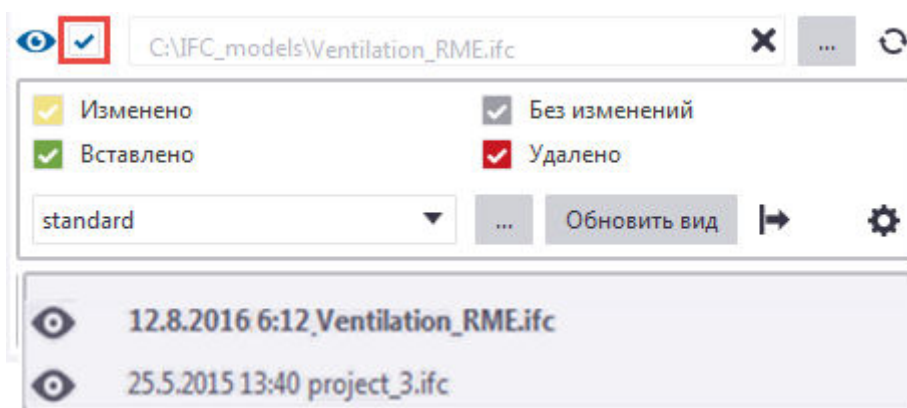 C:\IFC_models\Ventilation_RME.ifc ...
Изменено Без изменений
Вставлено Удалено
standard ... Обновить вид
12.8.2016 6:12 Ventilation_RME.ifc
25.5.2015 13:40 project_3.ifc